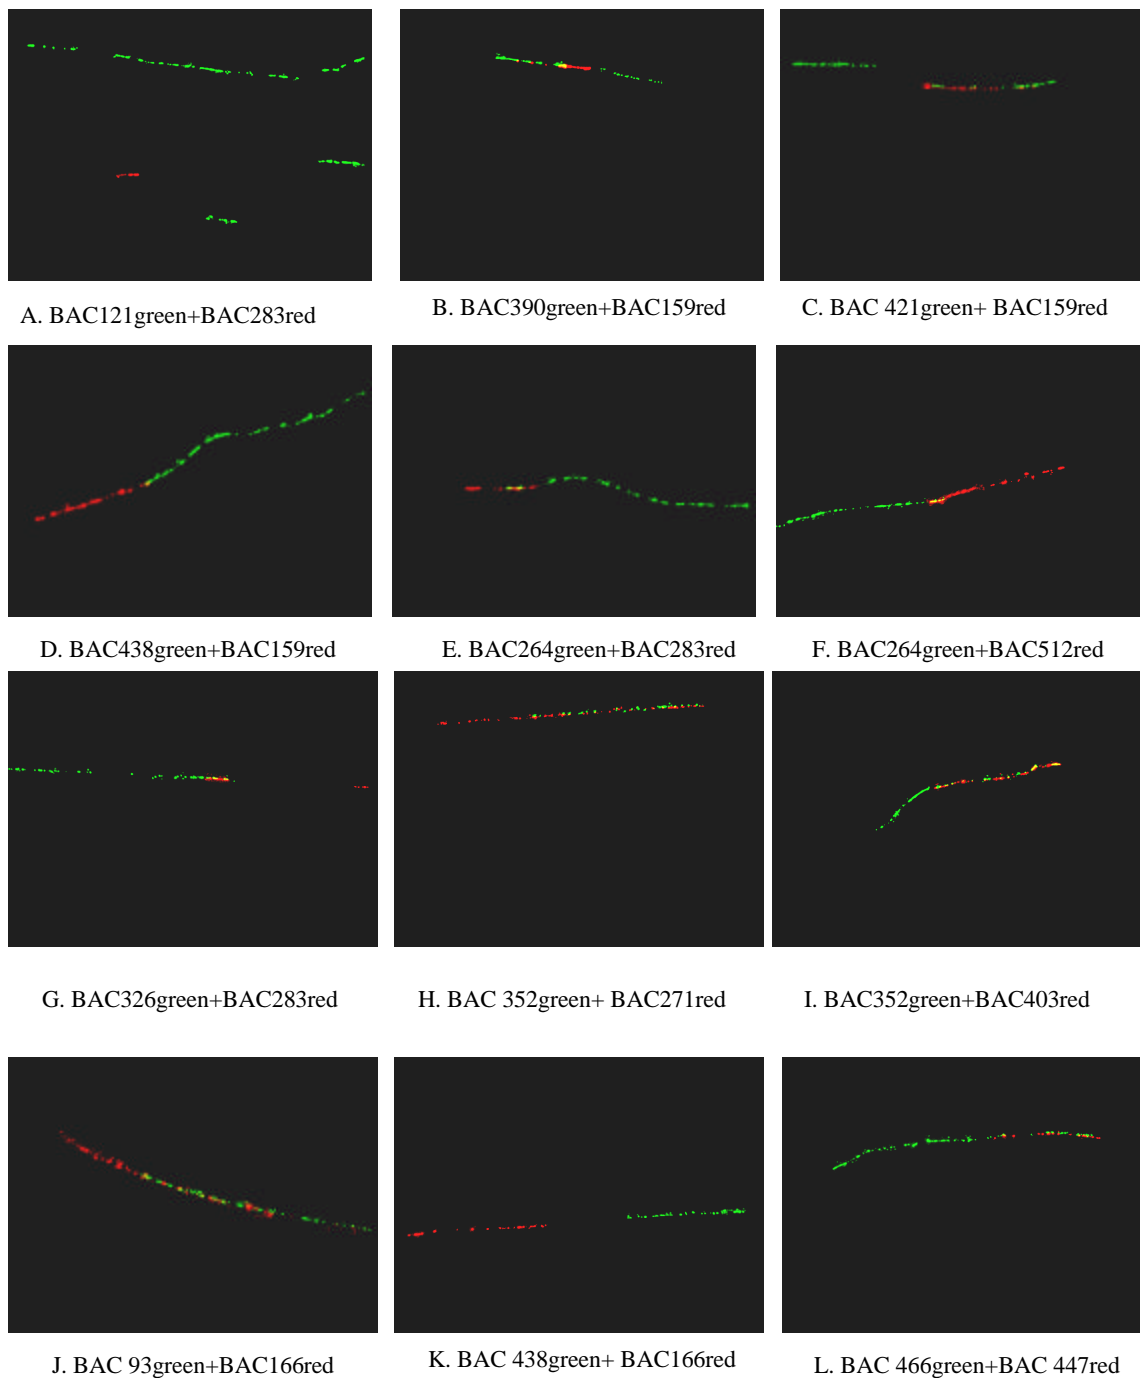 A. BAC121green+BAC283red
B. BAC390green+BAC159red
C. BAC 421green+ BAC159red
D. BAC438green+BAC159red
E. BAC264green+BAC283red
F. BAC264green+BAC512red
G. BAC326green+BAC283red
H. BAC 352green+ BAC271red
I. BAC352green+BAC403red
J. BAC 93green+BAC166red
K. BAC 438green+ BAC166red
L. BAC 466green+BAC 447red